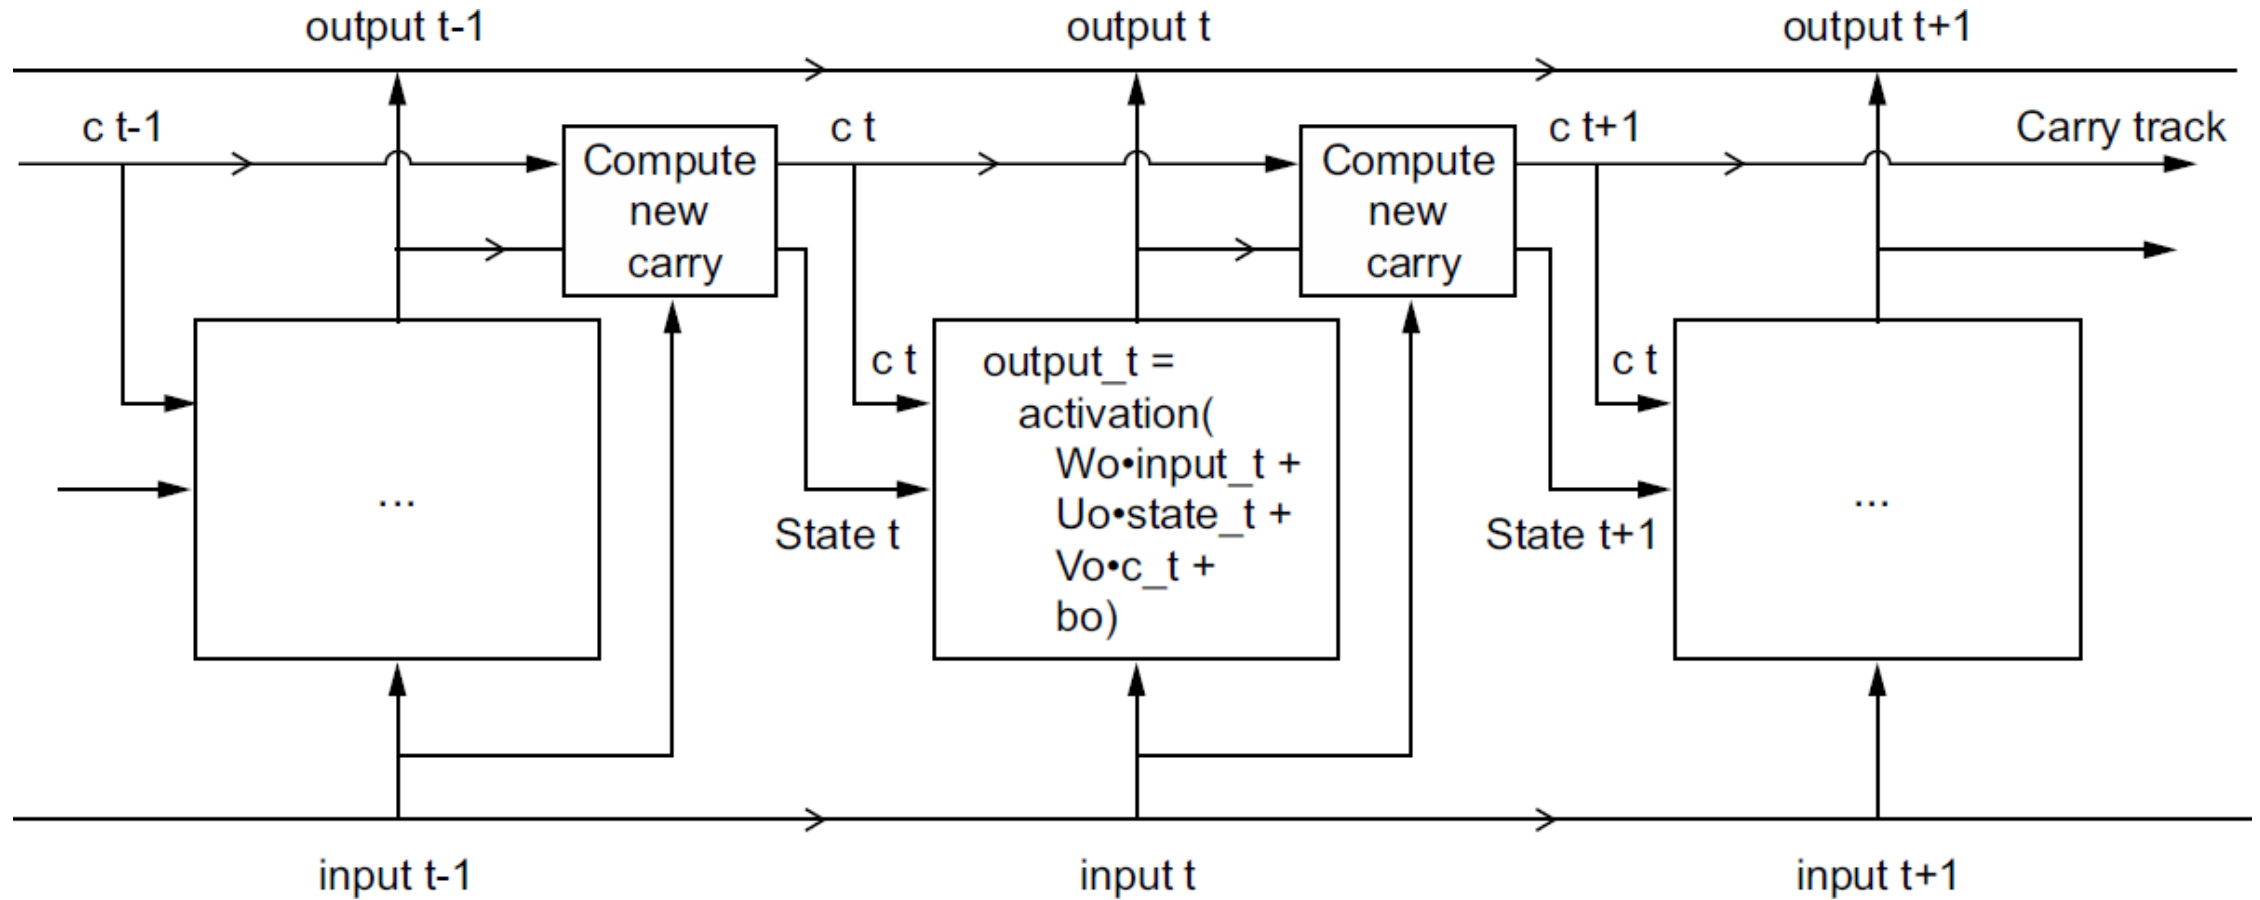 output t-1
output t
output t+1
c t-1
c t
c t+1
Carry track
Compute
new
carry
Compute
new
carry
c t
output_t =
activation(
Wo•input_t +
Uo•state_t +
Vo•c_t +
bo)
c t
...
State t
State t+1
...
input t-1
input t
input t+1